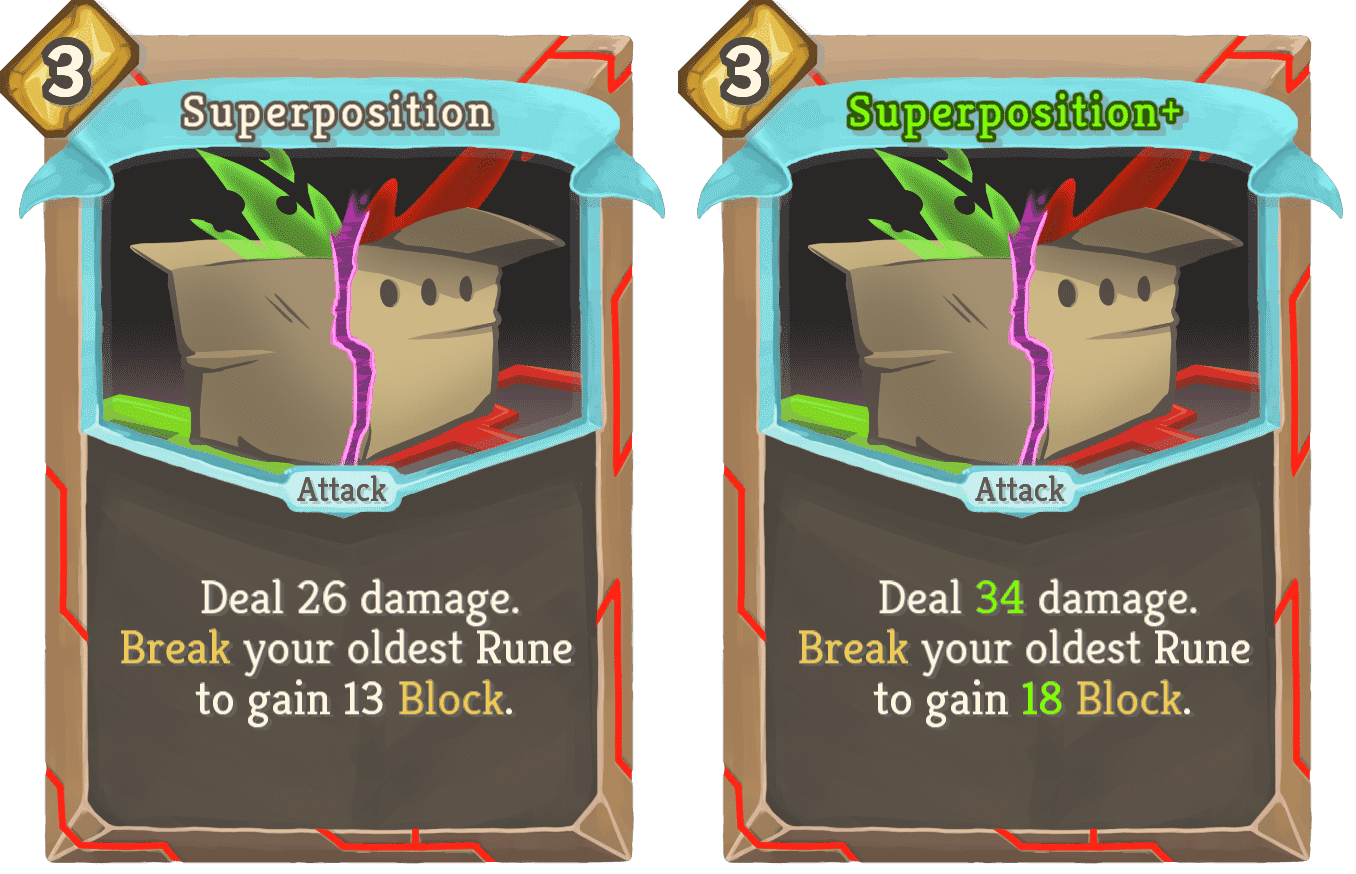 3
Superposition
Attack
Deal 26 damage.
Break your oldest Rune
to gain 13 Block.
3
Superposition+
Attack
Deal 34 damage.
Break your oldest Rune
to gain 18 Block.